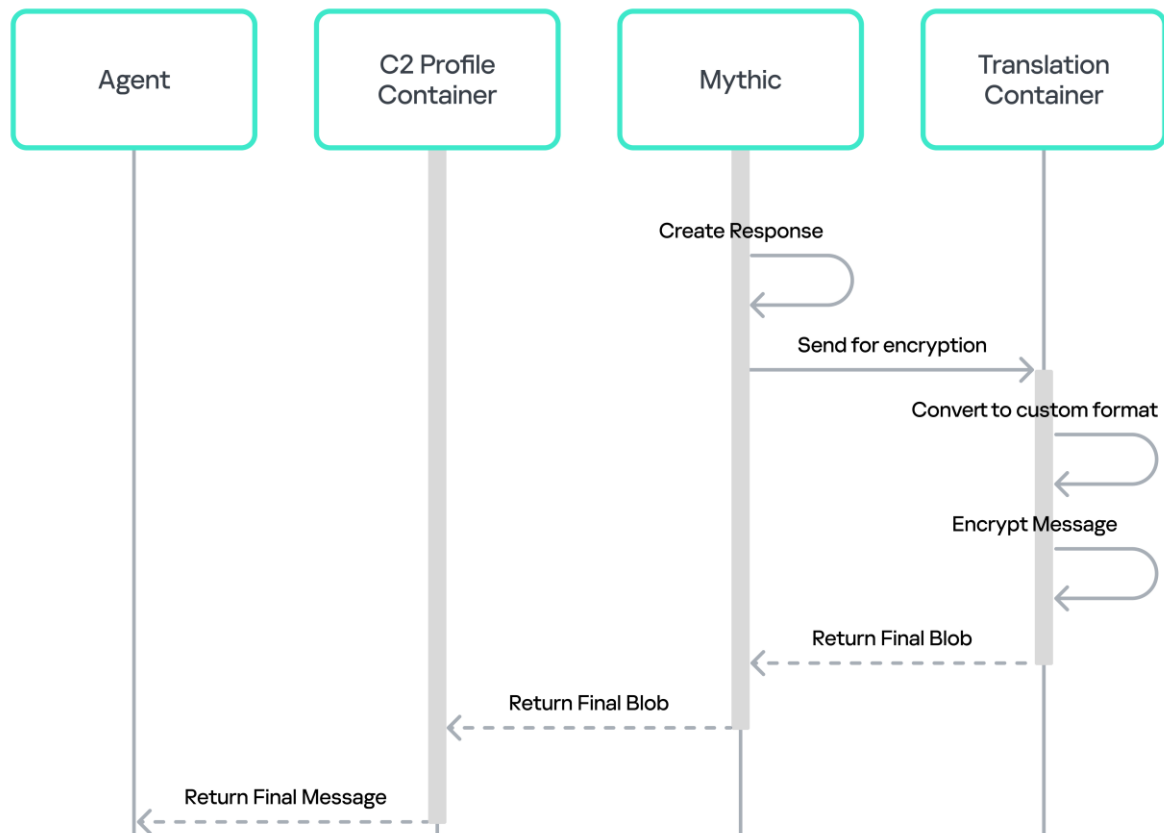 Agent
C2 Profile
Container
Mythic
Translation
Container
Create Response
Send for encryption
Convert to custom format
Encrypt Message
Return Final Blob
Return Final Blob
Return Final Message